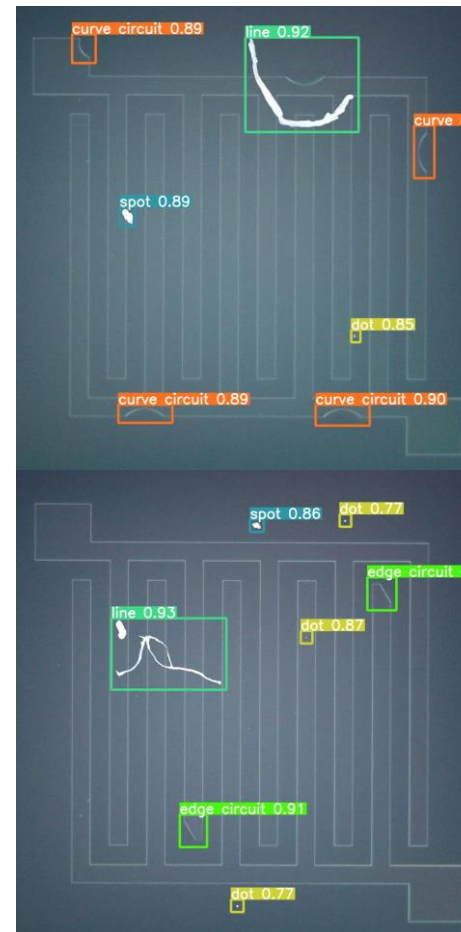 curve circuit 0.89
line 0.92
curve
spot 0.89
dot 0.85
curve circuit 0.89
curve circuit 0.90
spot 0.86
dot 0.77
edge circuit
line 0.93
dot 0.87
edge circuit 0.91
dot 0.77